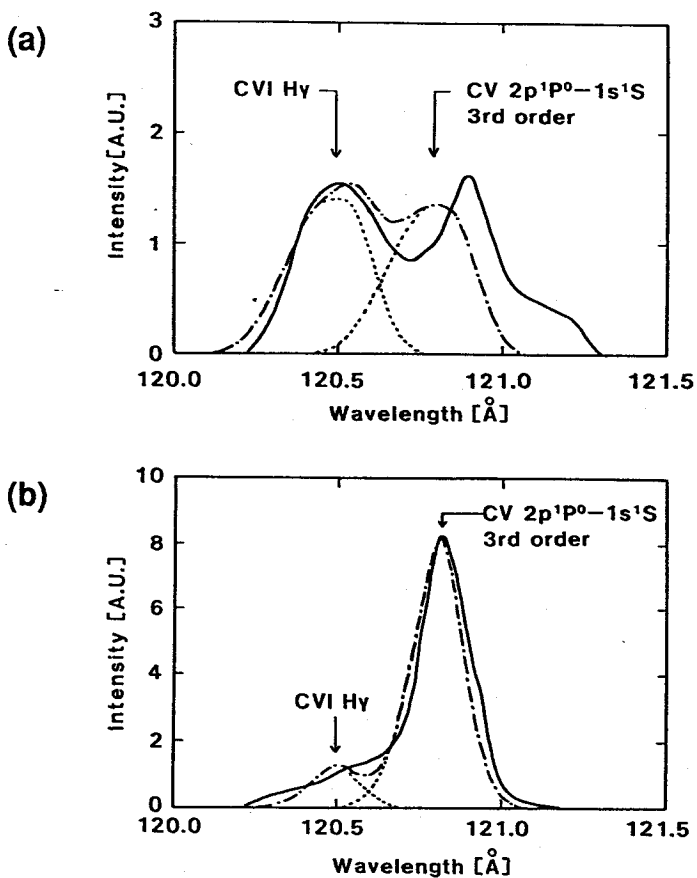 (a)
3
CVI Hγ
CV 2p¹P⁰−1s¹S
3rd order
2
Intensity[A.U.]
1
0
120.0 120.5 121.0 121.5
Wavelength [Å]
(b)
10
CV 2p¹P⁰−1s¹S
3rd order
8
6
Intensity [A.U.]
4
CVI Hγ
2
0
120.0 120.5 121.0 121.5
Wavelength [Å]